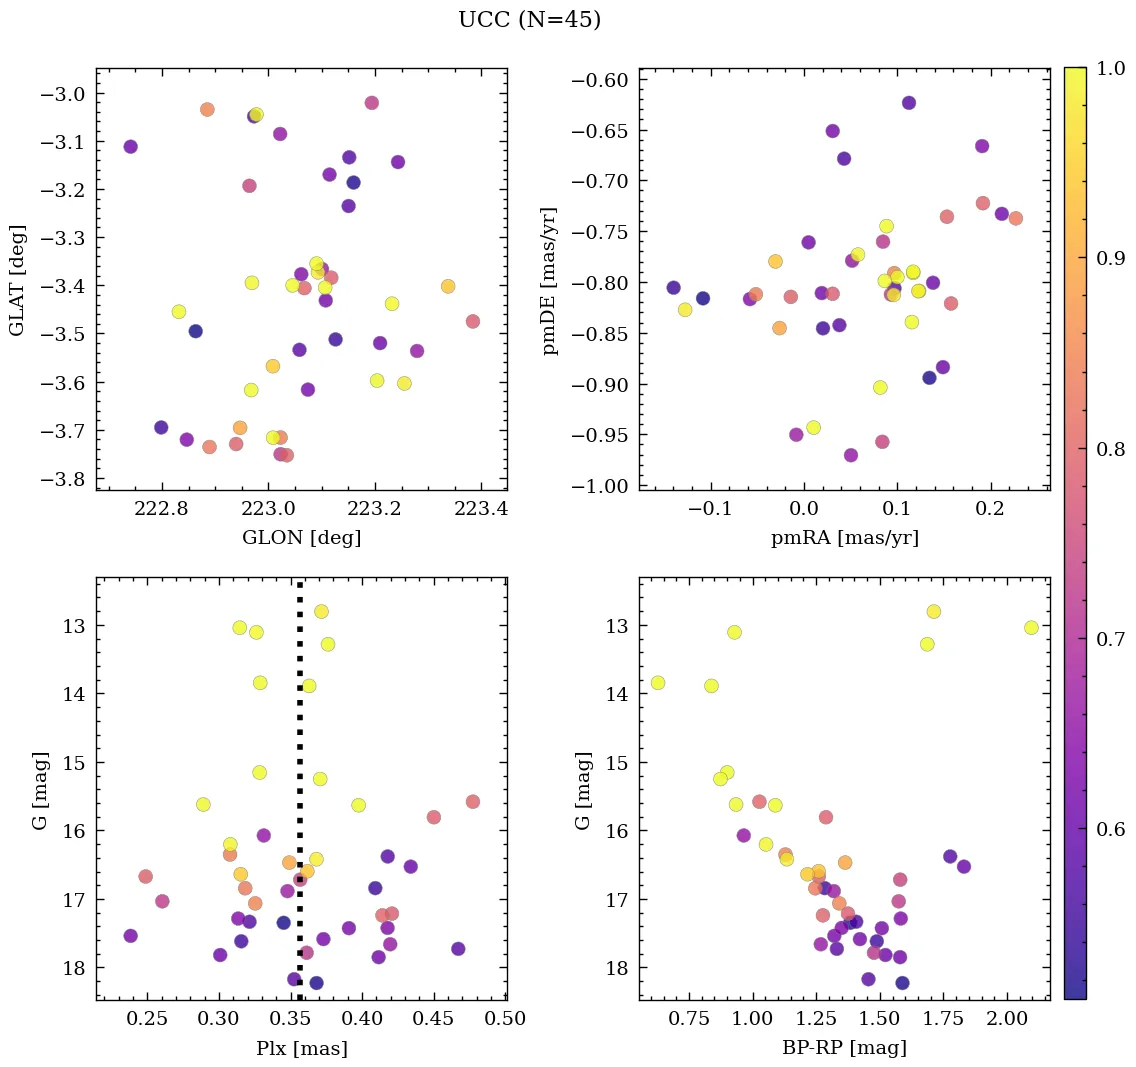 UCC (N=45)
−3.0
−3.1
−3.2
−3.3
−3.4
−3.5
−3.6
−3.7
−3.8
GLAT [deg]
222.8 223.0 223.2 223.4
GLON [deg]
−0.60
−0.65
−0.70
−0.75
−0.80
−0.85
−0.90
−0.95
−1.00
pmDE [mas/yr]
−0.1 0.0 0.1 0.2
pmRA [mas/yr]
13
14
15
16
17
18
G [mag]
0.25 0.30 0.35 0.40 0.45 0.50
Plx [mas]
13
14
15
16
17
18
G [mag]
0.75 1.00 1.25 1.50 1.75 2.00
BP-RP [mag]
1.0
0.9
0.8
0.7
0.6